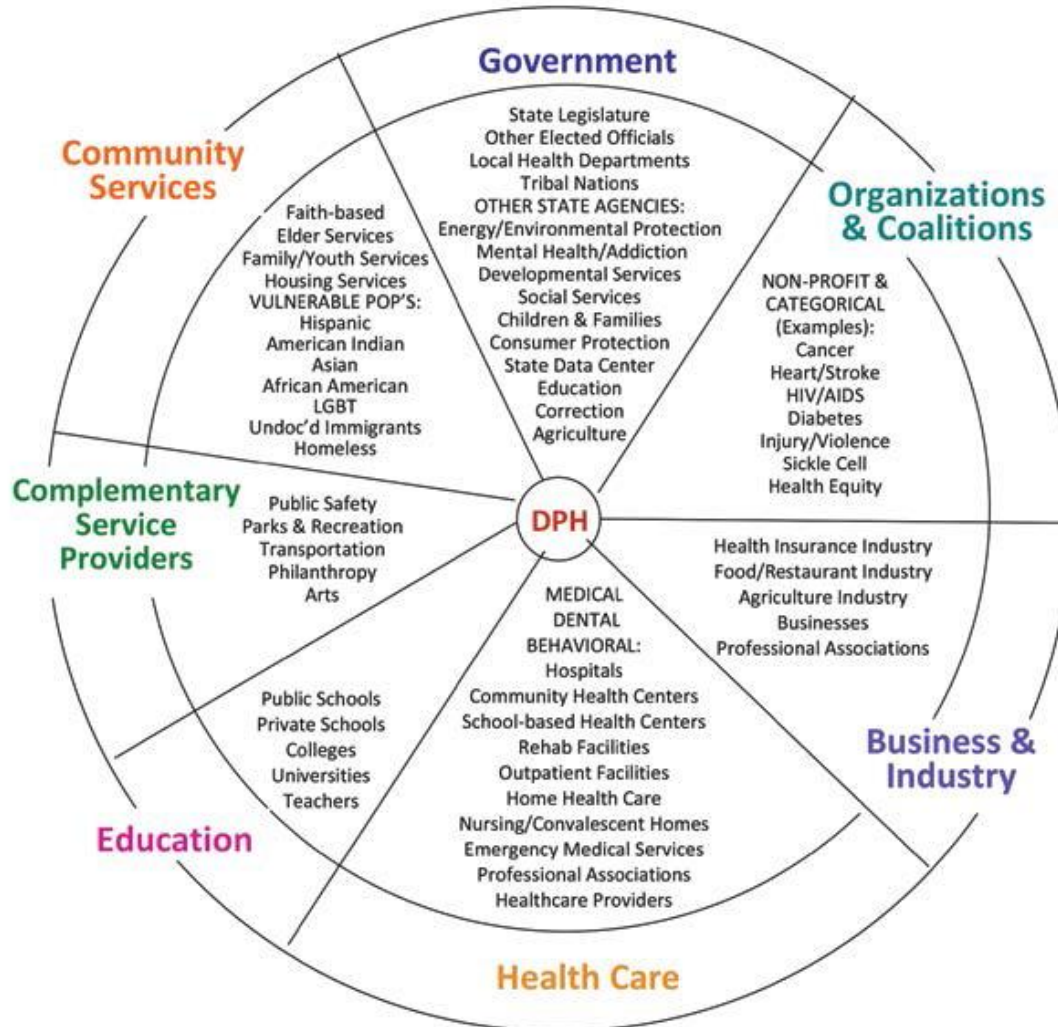 Government
State Legislature
Other Elected Officials
Local Health Departments
Tribal Nations
OTHER STATE AGENCIES:
Energy/Environmental Protection
Mental Health/Addiction
Developmental Services
Social Services
Children & Families
Consumer Protection
State Data Center
Education
Correction
Agriculture
Organizations
& Coalitions
NON-PROFIT &
CATEGORICAL
(Examples):
Cancer
Heart/Stroke
HIV/AIDS
Diabetes
Injury/Violence
Sickle Cell
Health Equity
Business &
Industry
Health Insurance Industry
Food/Restaurant Industry
Agriculture Industry
Businesses
Professional Associations
Health Care
MEDICAL
DENTAL
BEHAVIORAL:
Hospitals
Community Health Centers
School-based Health Centers
Rehab Facilities
Outpatient Facilities
Home Health Care
Nursing/Convalescent Homes
Emergency Medical Services
Professional Associations
Healthcare Providers
Education
Public Schools
Private Schools
Colleges
Universities
Teachers
Complementary
Service
Providers
Public Safety
Parks & Recreation
Transportation
Philanthropy
Arts
Community
Services
Faith-based
Elder Services
Family/Youth Services
Housing Services
VULNERABLE POP'S:
Hispanic
American Indian
Asian
African American
LGBT
Undoc'd Immigrants
Homeless
DPH